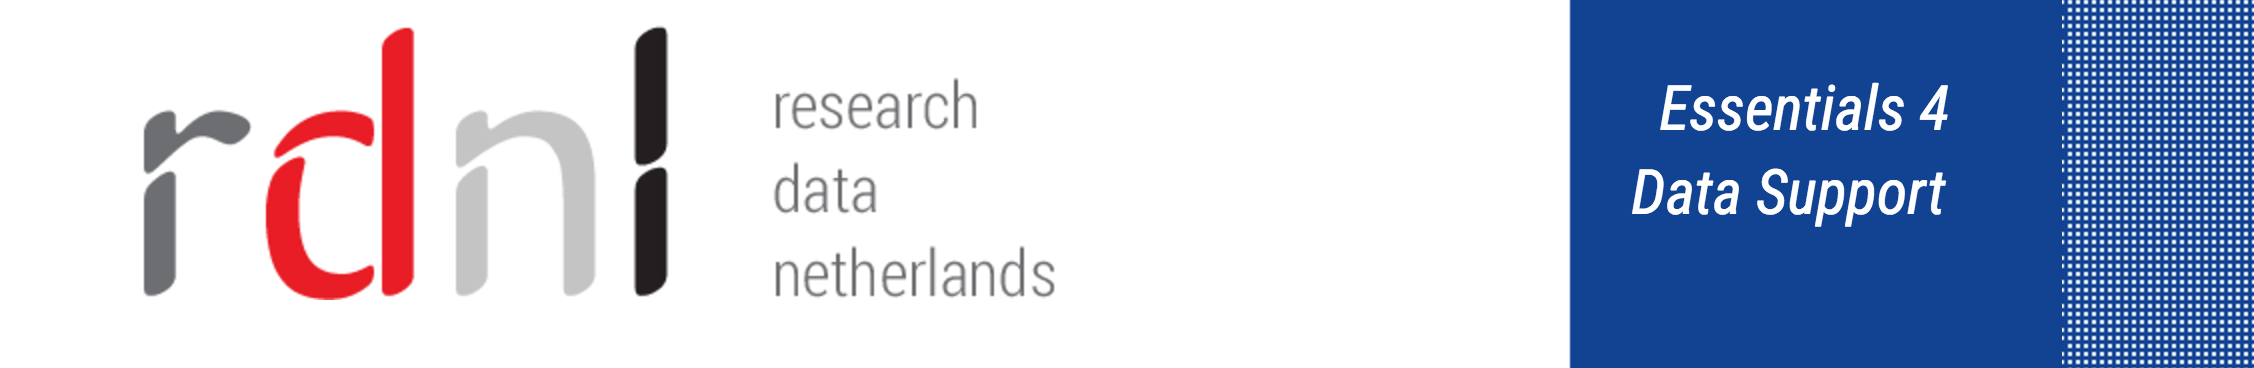 rdnl
research
data
netherlands
Essentials 4
Data Support